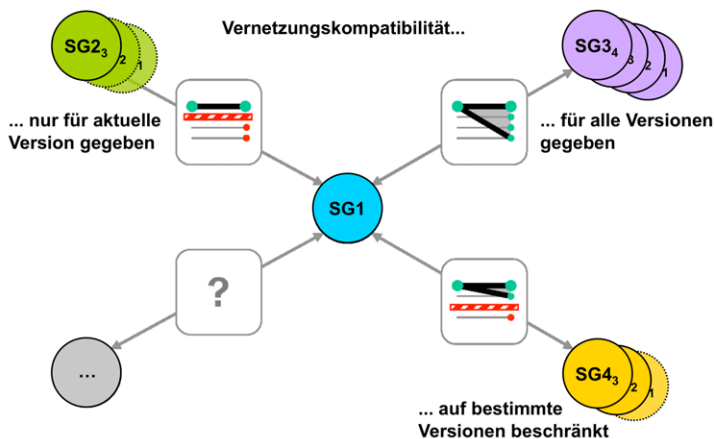 Vernetzungskompatibilität...
SG2₃ ₂ ₁
SG3₄ ₃ ₂ ₁
... nur für aktuelle
Version gegeben
... für alle Versionen
gegeben
SG1
?
...
SG4₃ ₂ ₁
... auf bestimmte
Versionen beschränkt